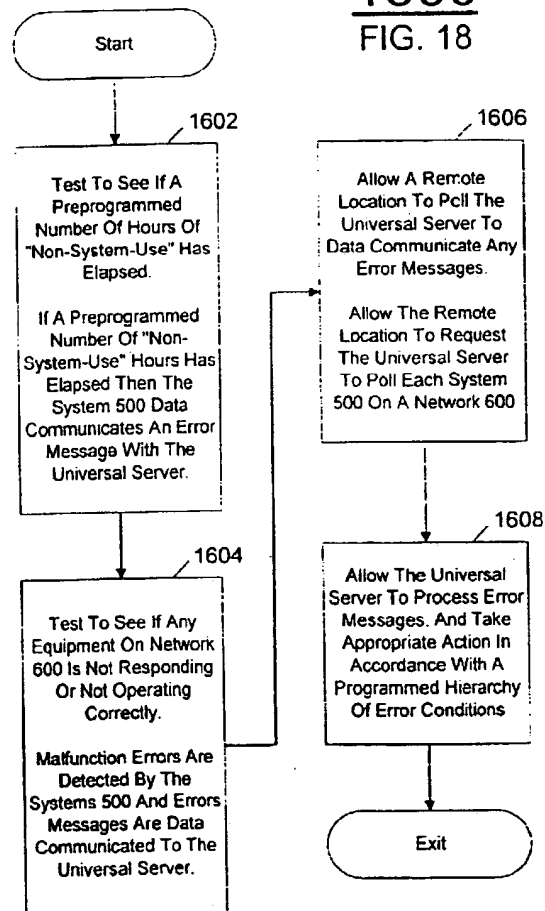 FIG. 18
Start
1602
Test To See If A
Preprogrammed
Number Of Hours Of
"Non-System-Use" Has
Elapsed.
If A Preprogrammed
Number Of "Non-
System-Use" Hours Has
Elapsed Then The
System 500 Data
Communicates An Error
Message With The
Universal Server.
1604
Test To See If Any
Equipment On Network
600 Is Not Responding
Or Not Operating
Correctly.
Malfunction Errors Are
Detected By The
Systems 500 And Errors
Messages Are Data
Communicated To The
Universal Server.
1606
Allow A Remote
Location To Poll The
Universal Server To
Data Communicate Any
Error Messages.
Allow The Remote
Location To Request
The Universal Server
To Poll Each System
500 On A Network 600
1608
Allow The Universal
Server To Process Error
Messages. And Take
Appropriate Action In
Accordance With A
Programmed Hierarchy
Of Error Conditions
Exit